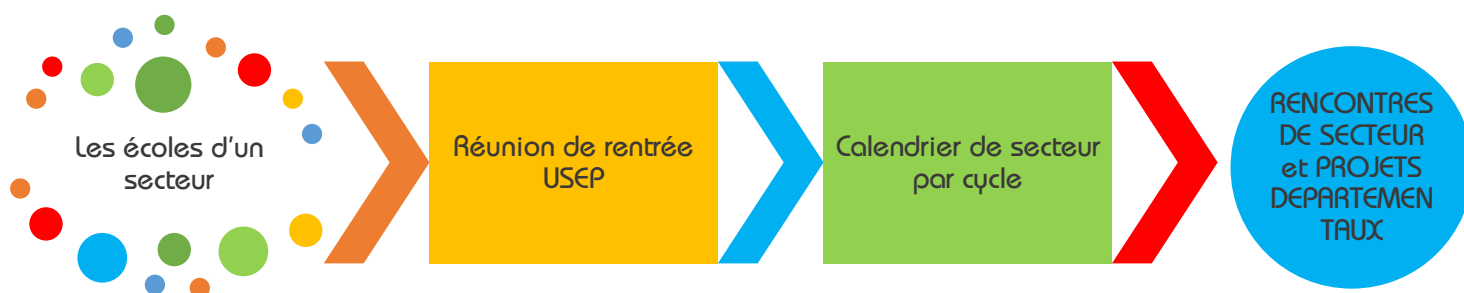 Les écoles d'un
secteur
Réunion de rentrée
USEP
Calendrier de secteur
par cycle
RENCONTRES
DE SECTEUR
et PROJETS
DEPARTEMEN
TAUX